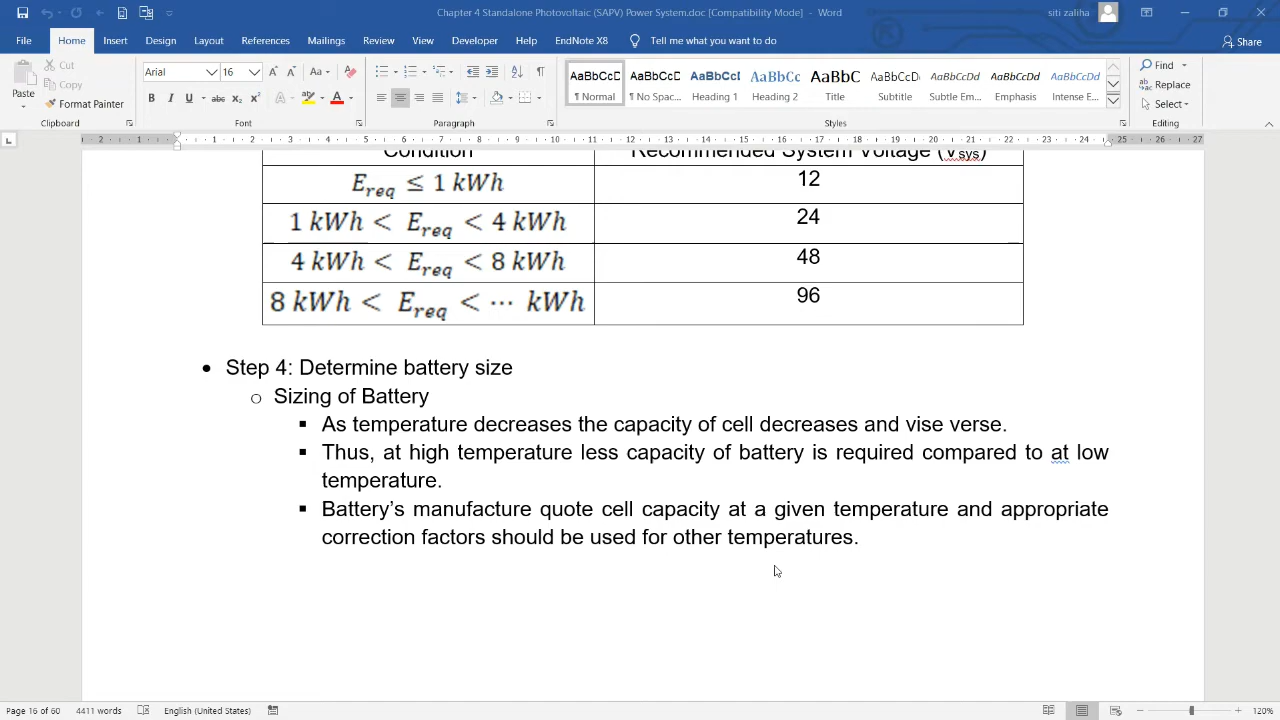 Chapter 4 Standalone Photovoltaic (SAPV) Power System.doc [Compatibility Mode] - Word
siti zaliha
File Home Insert Design Layout References Mailings Review View Developer Help EndNote X8 Tell me what you want to do Share
Paste
Cut
Copy
Format Painter
Clipboard
Arial 16
Font
Paragraph
AaBbCcD AaBbCcD AaBbCcI AaBbCc AaBbC AaBbCcD AaBbCcDd AaBbCcDd AaBbCcDd
¶ Normal ¶ No Spac... Heading 1 Heading 2 Title Subtitle Subtle Em... Emphasis Intense E...
Styles
Find
Replace
Select
Editing
Condition Recommended System Voltage (Vsys)
Ereq ≤ 1 kWh 12
1 kWh < Ereq < 4 kWh 24
4 kWh < Ereq < 8 kWh 48
8 kWh < Ereq < ⋯ kWh 96
• Step 4: Determine battery size
o Sizing of Battery
▪ As temperature decreases the capacity of cell decreases and vise verse.
▪ Thus, at high temperature less capacity of battery is required compared to at low
temperature.
▪ Battery’s manufacture quote cell capacity at a given temperature and appropriate
correction factors should be used for other temperatures.
Page 16 of 60 4411 words English (United States) 120%